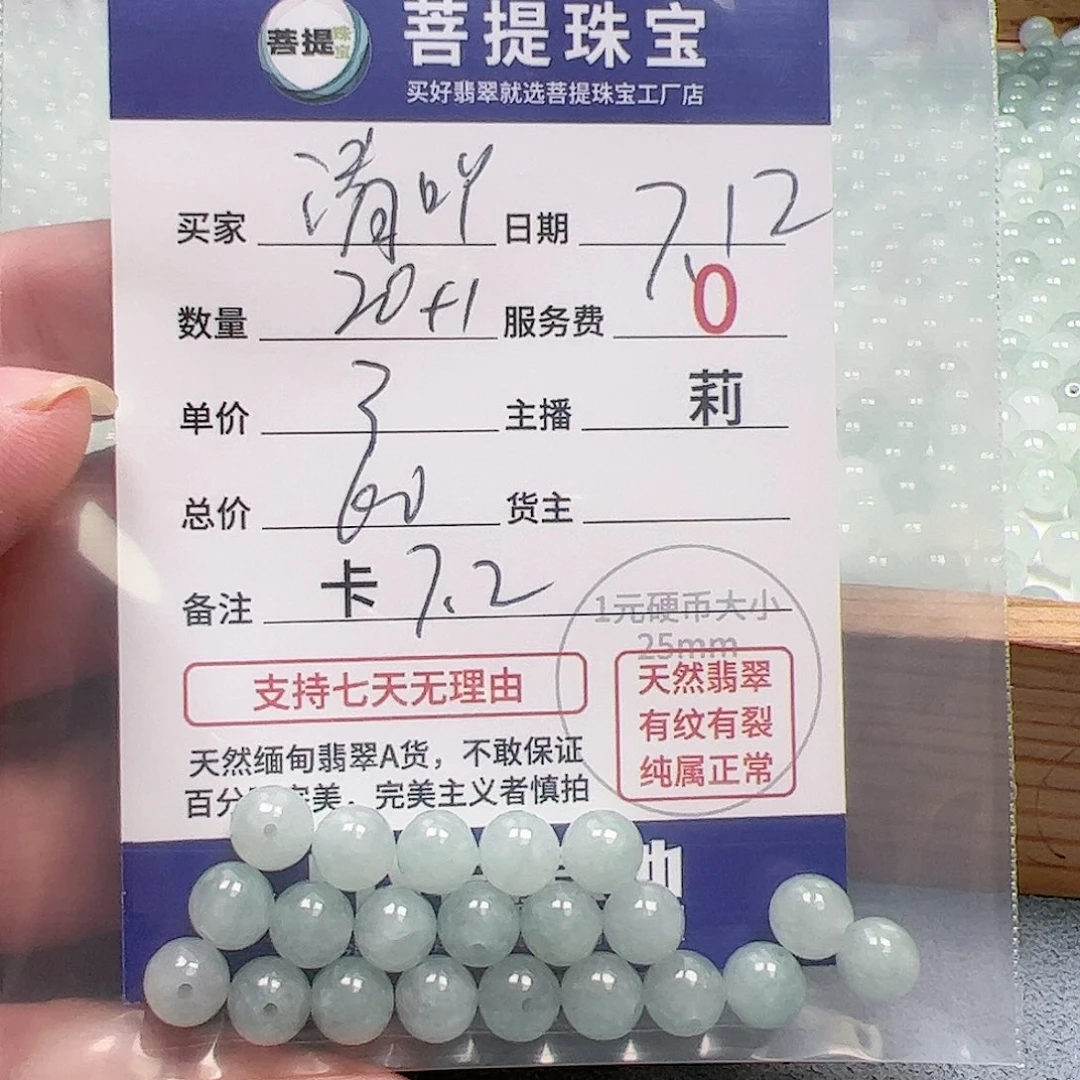 菩提珠宝
菩提珠宝
买好翡翠就选菩提珠宝工厂店
买家 清吖 日期 7.12
数量 20+1 服务费 0
单价 3 主播 莉
总价 60 货主
备注 卡 7.2
1元硬币大小
25mm
支持七天无理由
天然翡翠
有纹有裂
纯属正常
天然缅甸翡翠A货，不敢保证
百分 完美．完美主义者慎拍